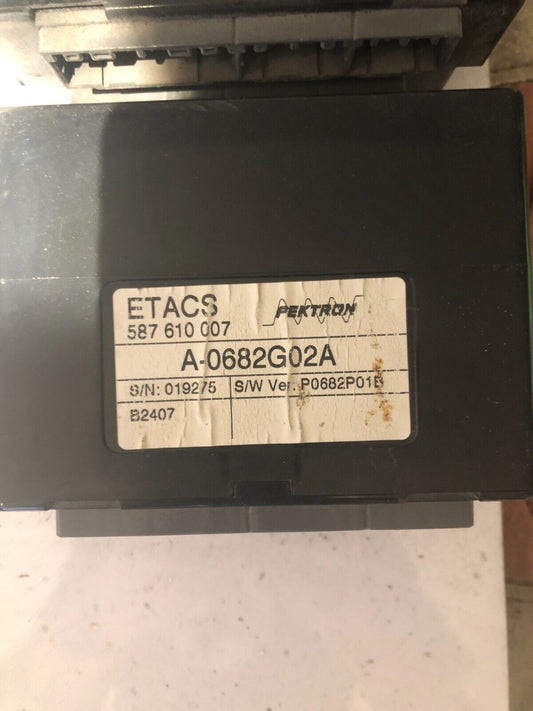 ETACS
587 610 007
PEKTRON
A-0682G02A
S/N: 019275 S/W Ver. P0682P01B
B2407